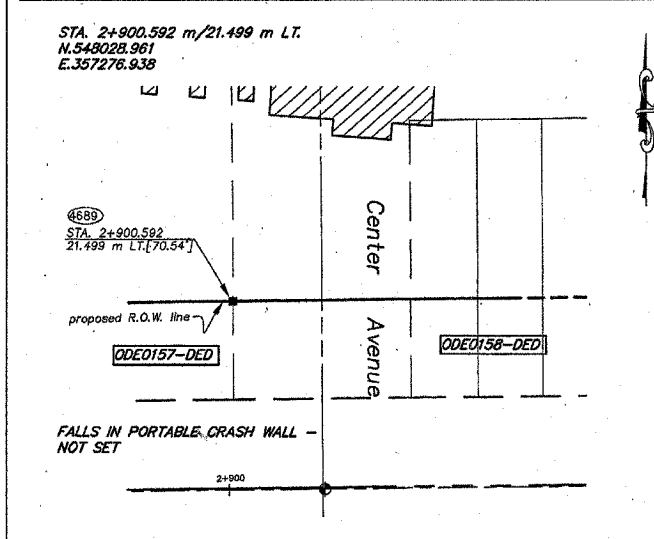 STA. 2+900.592 m/21.499 m LT.
N.548028.961
E.357276.938
4689
STA. 2+900.592
21.499 m LT.[70.54']
proposed R.O.W. line
Center Avenue
ODE0157-DED
ODE0158-DED
FALLS IN PORTABLE CRASH WALL -
NOT SET
2+900